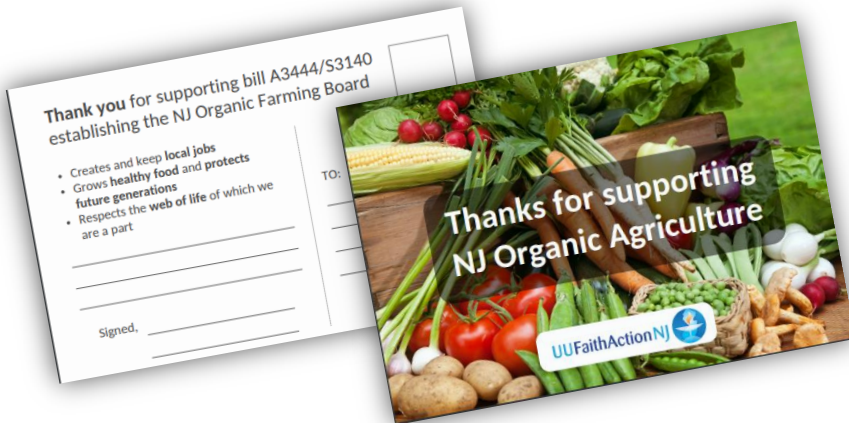 Thank you for supporting bill A3444/S3140
establishing the NJ Organic Farming Board
• Creates and keep local jobs
• Grows healthy food and protects
future generations
• Respects the web of life of which we
are a part
Signed,
TO:
Thanks for supporting
NJ Organic Agriculture
UUFaithActionNJ